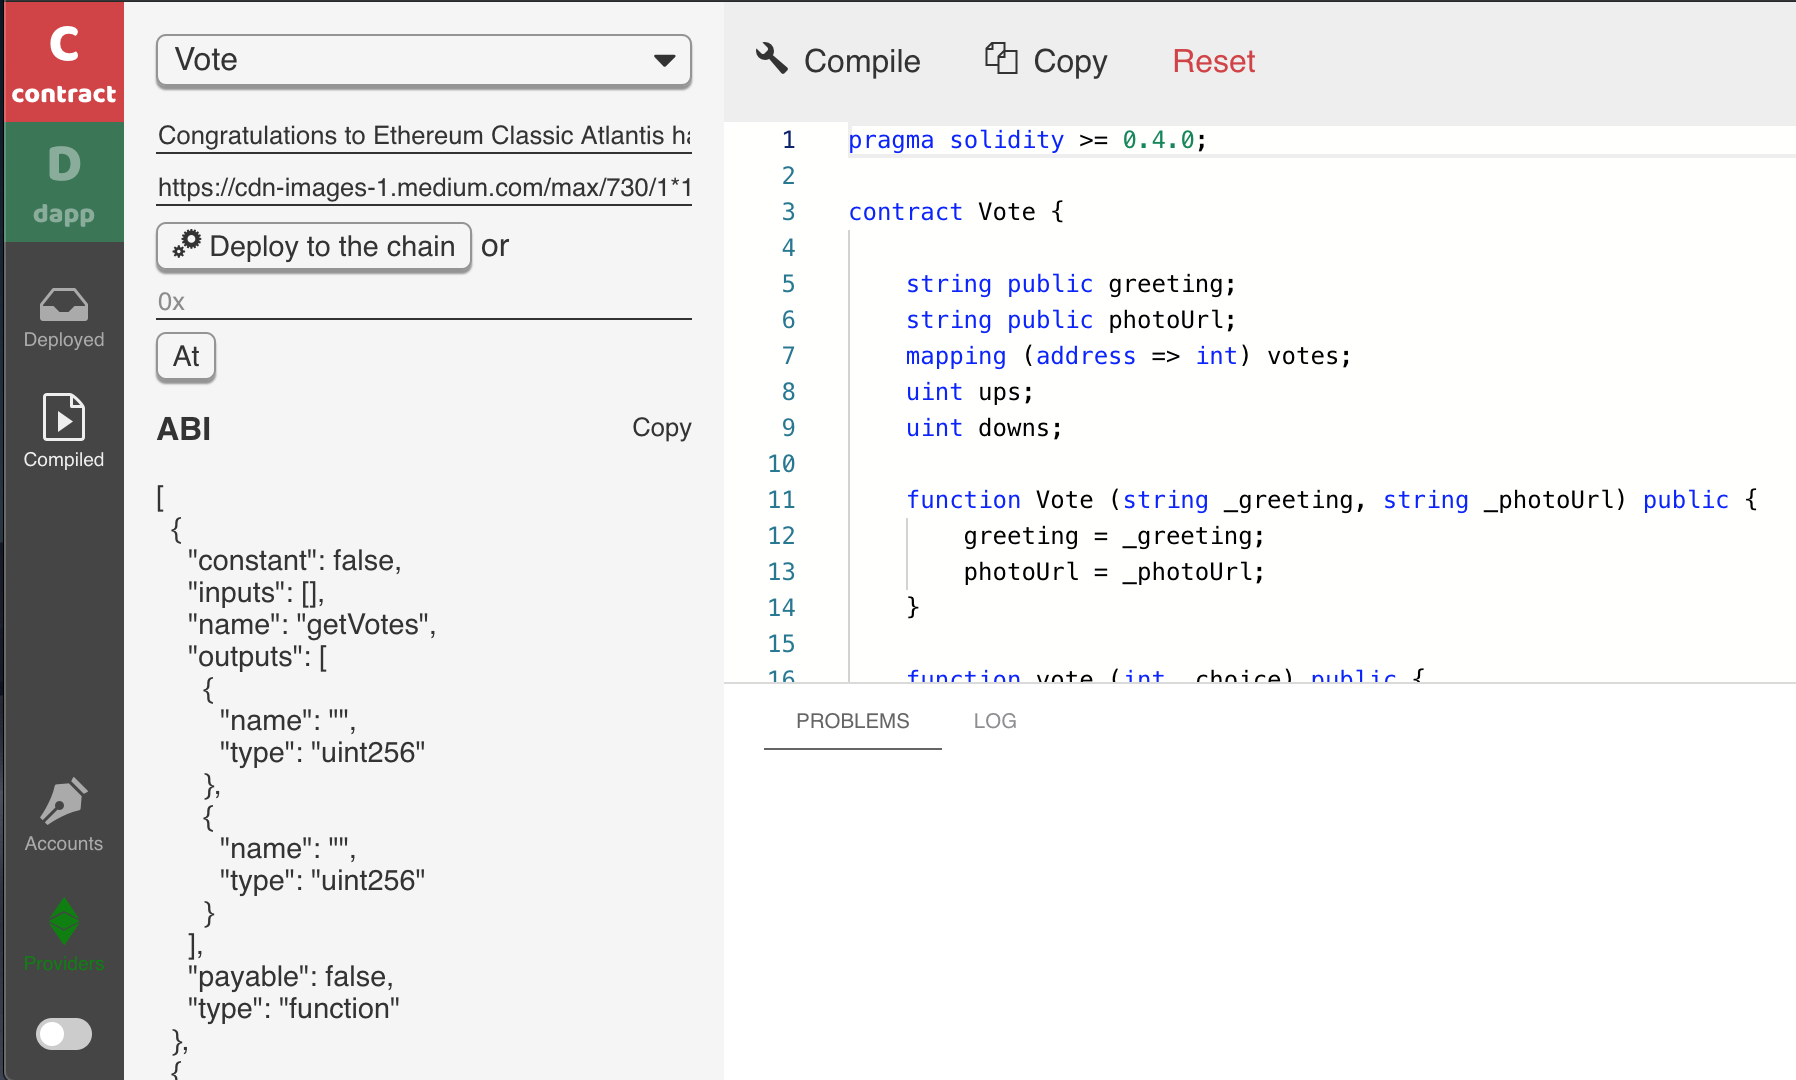 C
contract
D
dapp
Deployed
Compiled
Accounts
Providers
Vote
Congratulations to Ethereum Classic Atlantis
https://cdn-images-1.medium.com/max/730/1*1
Deploy to the chain or
0x
At
ABI Copy
[
{
"constant": false,
"inputs": [],
"name": "getVotes",
"outputs": [
{
"name": "",
"type": "uint256"
},
{
"name": "",
"type": "uint256"
}
],
"payable": false,
"type": "function"
},
{
Compile Copy Reset
1 pragma solidity >= 0.4.0;
2
3 contract Vote {
4
5 string public greeting;
6 string public photoUrl;
7 mapping (address => int) votes;
8 uint ups;
9 uint downs;
10
11 function Vote (string _greeting, string _photoUrl) public {
12 greeting = _greeting;
13 photoUrl = _photoUrl;
14 }
15
16 function vote (int _choice) public {
PROBLEMS LOG